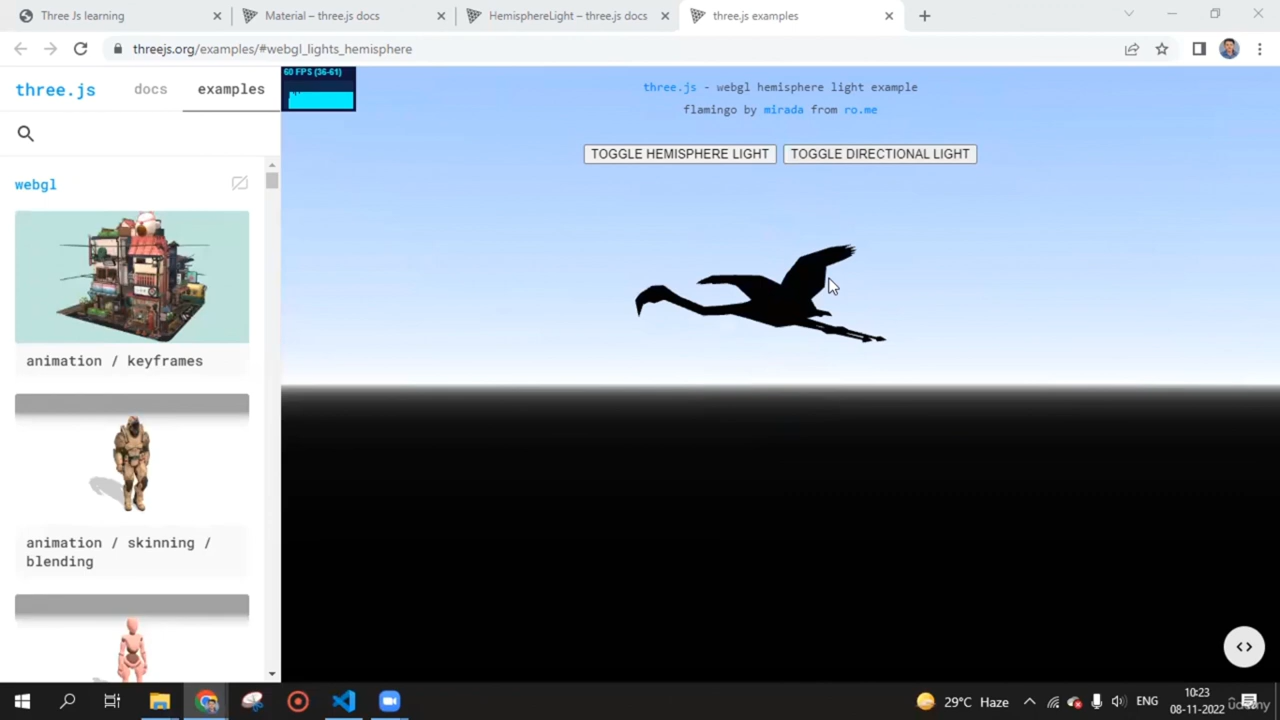 Three Js learning
Material – three.js docs
HemisphereLight – three.js docs
three.js examples
threejs.org/examples/#webgl_lights_hemisphere
three.js
docs
examples
60 FPS (36-61)
three.js - webgl hemisphere light example
flamingo by mirada from ro.me
TOGGLE HEMISPHERE LIGHT
TOGGLE DIRECTIONAL LIGHT
webgl
animation / keyframes
animation / skinning /
blending
29°C Haze
ENG
10:23
08-11-2022
udemy